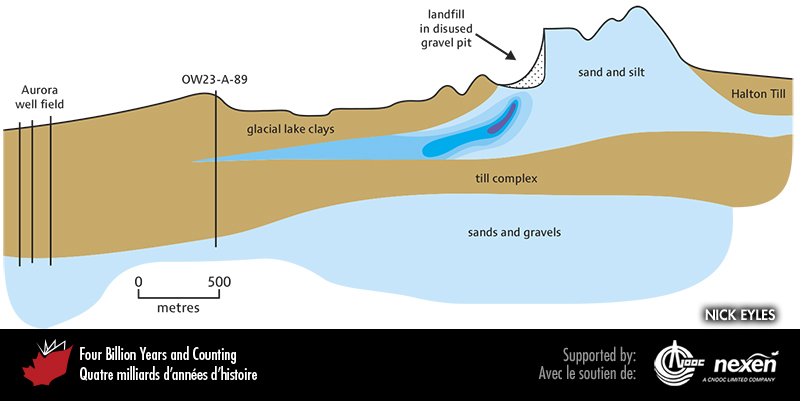 landfill
in disused
gravel pit
sand and silt
OW23-A-89
Aurora
well field
Halton Till
glacial lake clays
till complex
sands and gravels
0 500
metres
NICK EYLES
Four Billion Years and Counting
Quatre milliards d'années d'histoire
Supported by:
Avec le soutien de:
cnooc nexen
A CNOOC LIMITED COMPANY